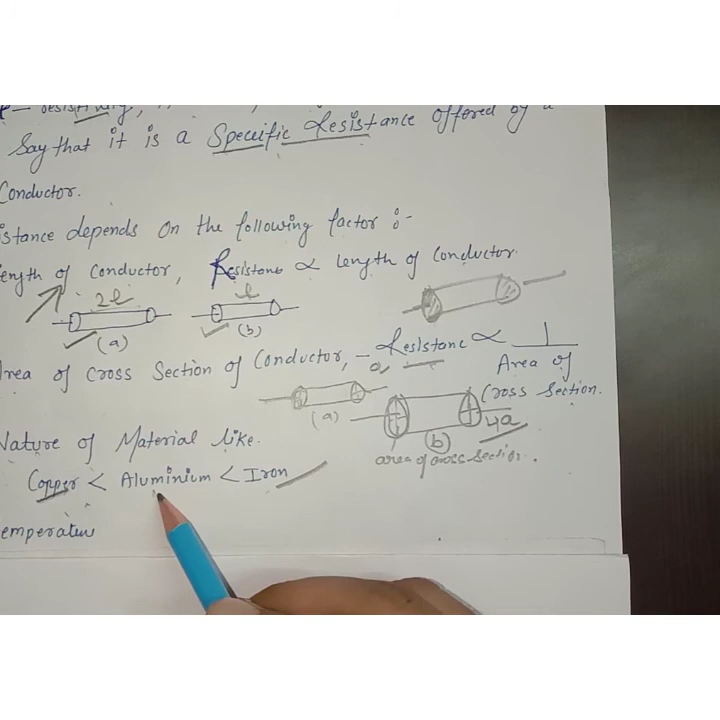 Say that it is a Specific Resistance offered by a
Conductor.
istance depends on the following factor :-
ength of Conductor, Resistance ∝ Length of Conductor.
2l
l
(a)
(b)
Area of Cross Section of Conductor, - Resistance ∝ 1
Area of
Cross Section.
a
(a)
4a
(b)
area of cross section.
Nature of Material like.
Copper < Aluminium < Iron
emperature